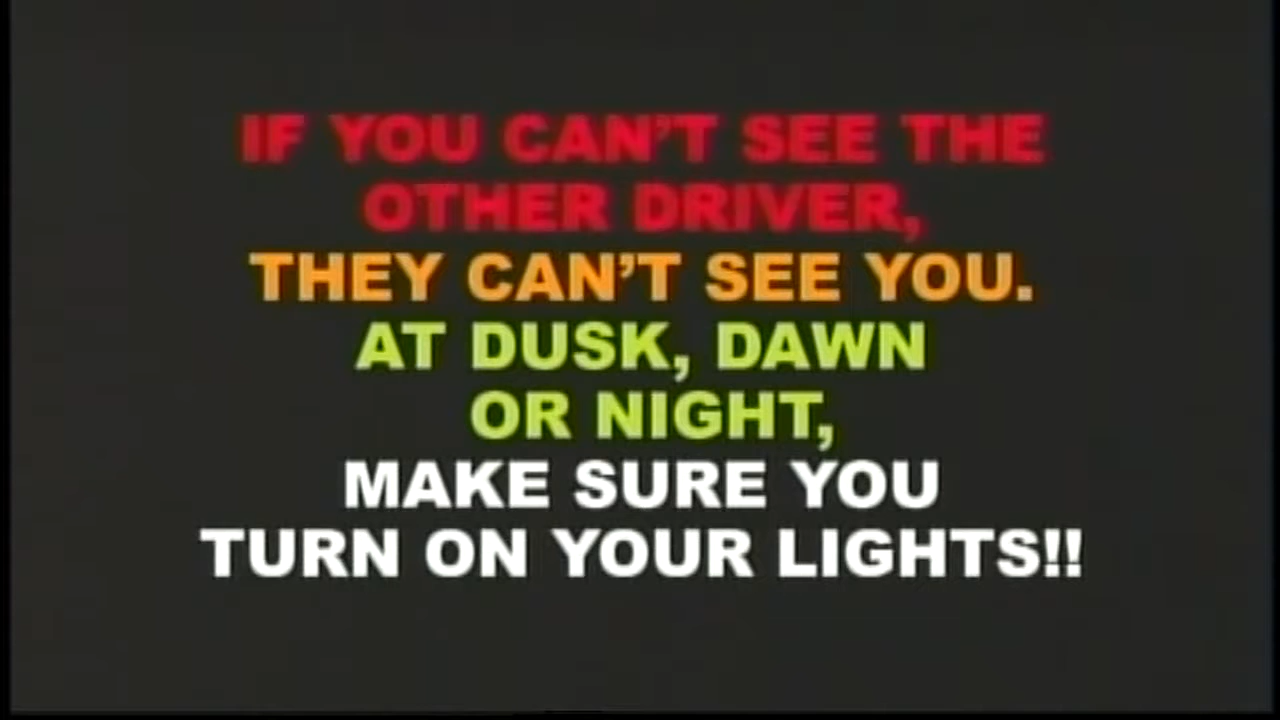 IF YOU CAN'T SEE THE
OTHER DRIVER,
THEY CAN'T SEE YOU.
AT DUSK, DAWN
OR NIGHT,
MAKE SURE YOU
TURN ON YOUR LIGHTS!!